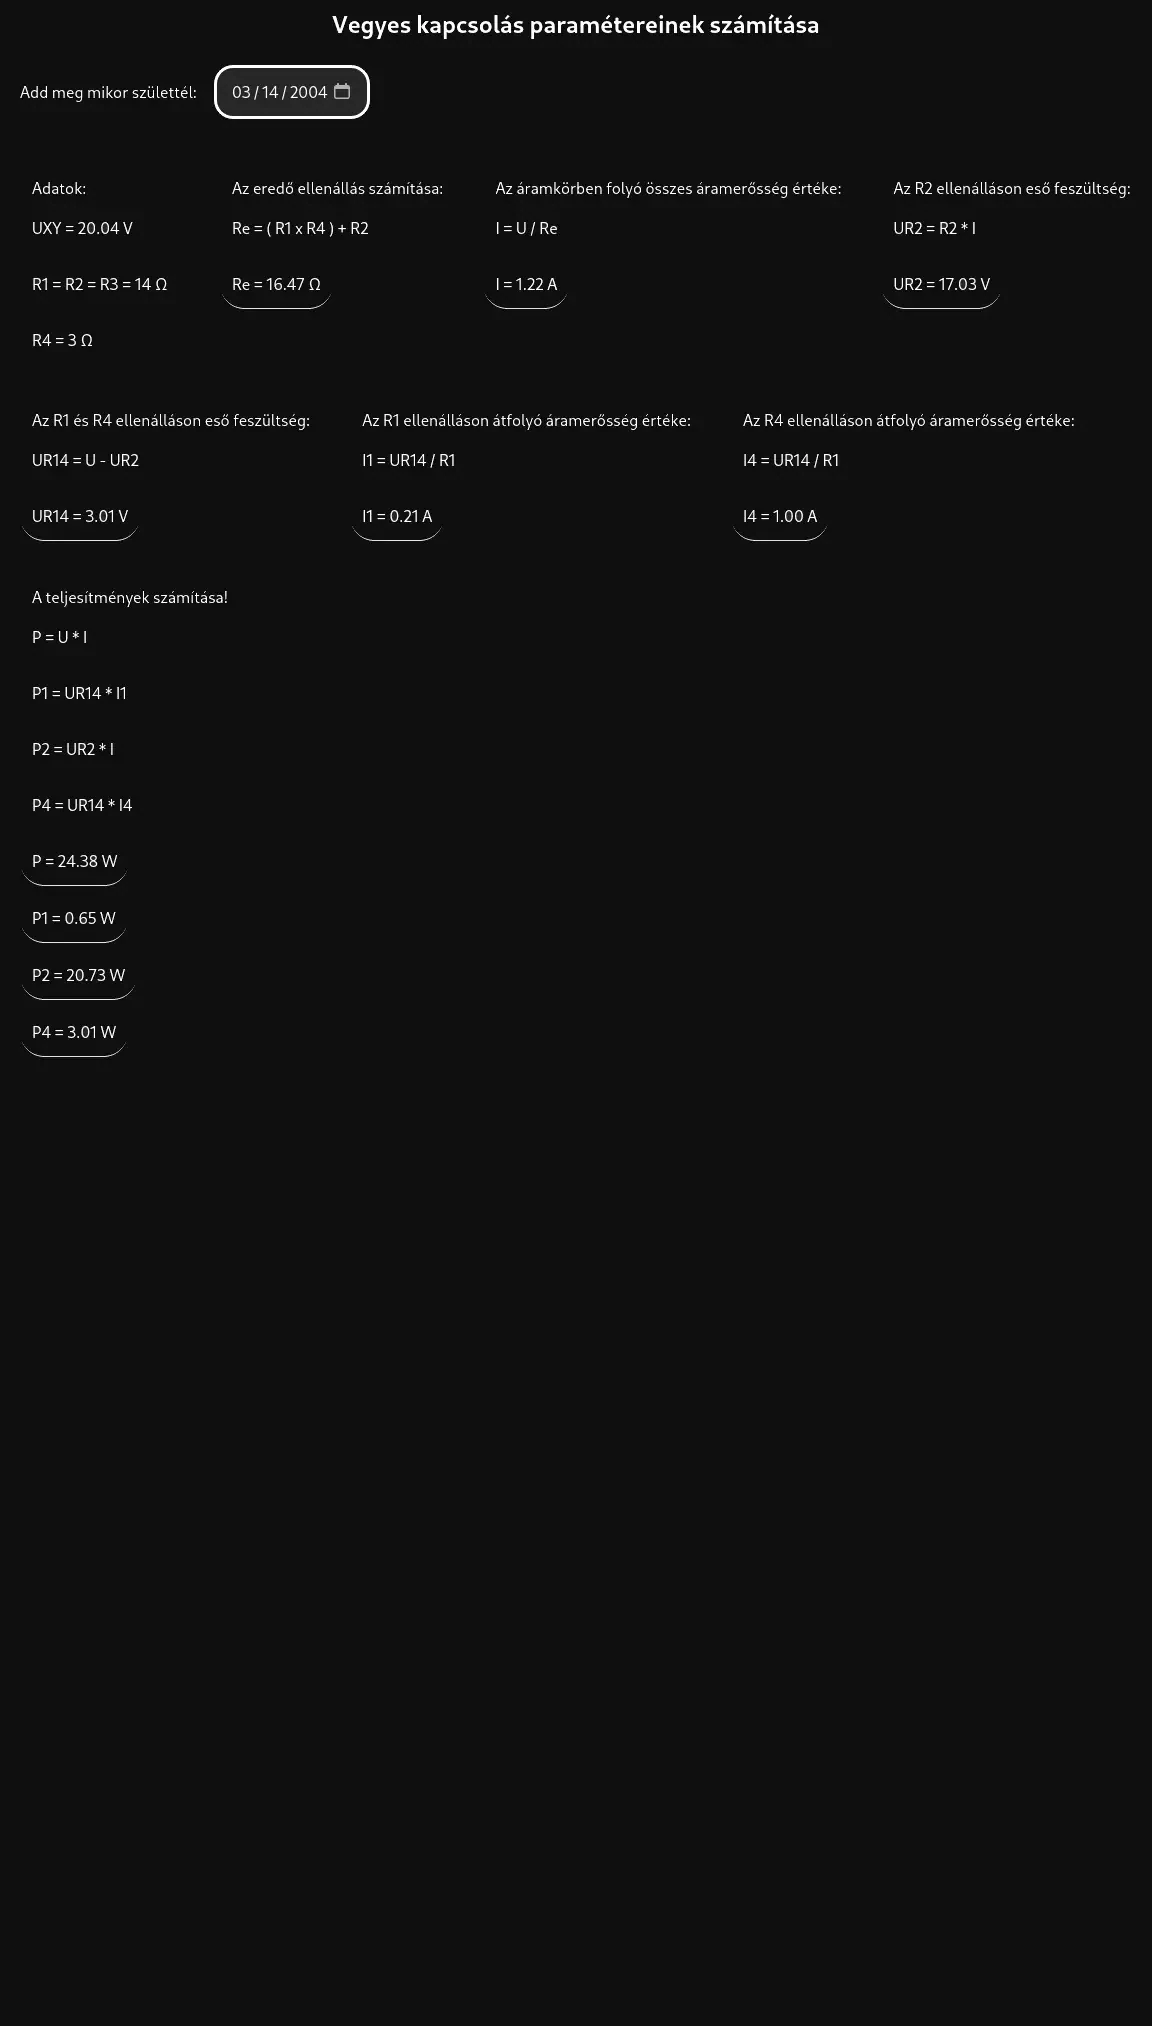 Vegyes kapcsolás paramétereinek számítása
Add meg mikor születtél: 03 / 14 / 2004
Adatok:
UXY = 20.04 V
R1 = R2 = R3 = 14 Ω
R4 = 3 Ω
Az eredő ellenállás számítása:
Re = ( R1 x R4 ) + R2
Re = 16.47 Ω
Az áramkörben folyó összes áramerősség értéke:
I = U / Re
I = 1.22 A
Az R2 ellenálláson eső feszültség:
UR2 = R2 * I
UR2 = 17.03 V
Az R1 és R4 ellenálláson eső feszültség:
UR14 = U - UR2
UR14 = 3.01 V
Az R1 ellenálláson átfolyó áramerősség értéke:
I1 = UR14 / R1
I1 = 0.21 A
Az R4 ellenálláson átfolyó áramerősség értéke:
I4 = UR14 / R1
I4 = 1.00 A
A teljesítmények számítása!
P = U * I
P1 = UR14 * I1
P2 = UR2 * I
P4 = UR14 * I4
P = 24.38 W
P1 = 0.65 W
P2 = 20.73 W
P4 = 3.01 W